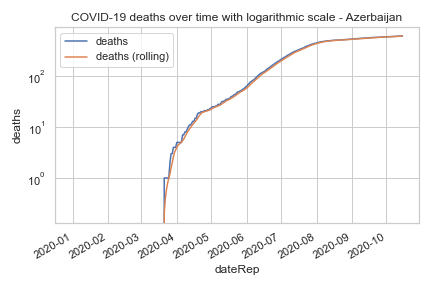 COVID-19 deaths over time with logarithmic scale - Azerbaijan
deaths
deaths (rolling)
10²
10¹
10⁰
deaths
2020-01
2020-02
2020-03
2020-04
2020-05
2020-06
2020-07
2020-08
2020-09
2020-10
dateRep